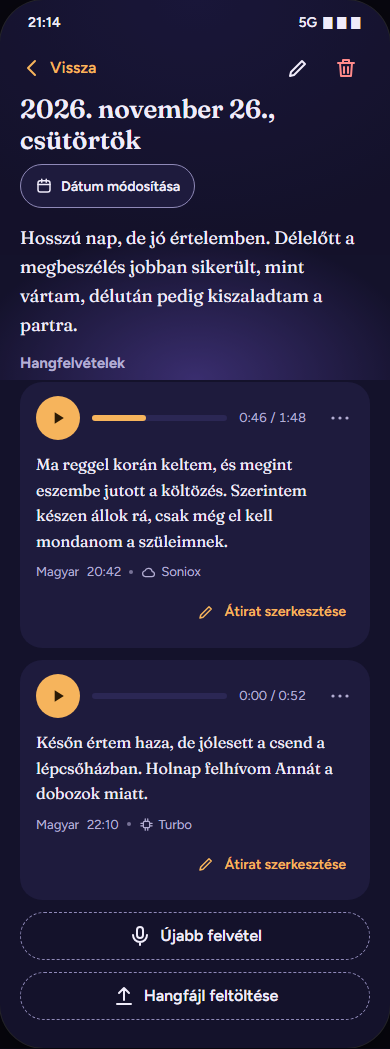 21:14
5G
Vissza
2026. november 26.,
csütörtök
Dátum módosítása
Hosszú nap, de jó értelemben. Délelőtt a
megbeszélés jobban sikerült, mint
vártam, délután pedig kiszaladtam a
partra.
Hangfelvételek
0:46 / 1:48
Ma reggel korán keltem, és megint
eszembe jutott a költözés. Szerintem
készen állok rá, csak még el kell
mondanom a szüleimnek.
Magyar 20:42 • Soniox
Átirat szerkesztése
0:00 / 0:52
Későn értem haza, de jólesett a csend a
lépcsőházban. Holnap felhívom Annát a
dobozok miatt.
Magyar 22:10 • Turbo
Átirat szerkesztése
Újabb felvétel
Hangfájl feltöltése